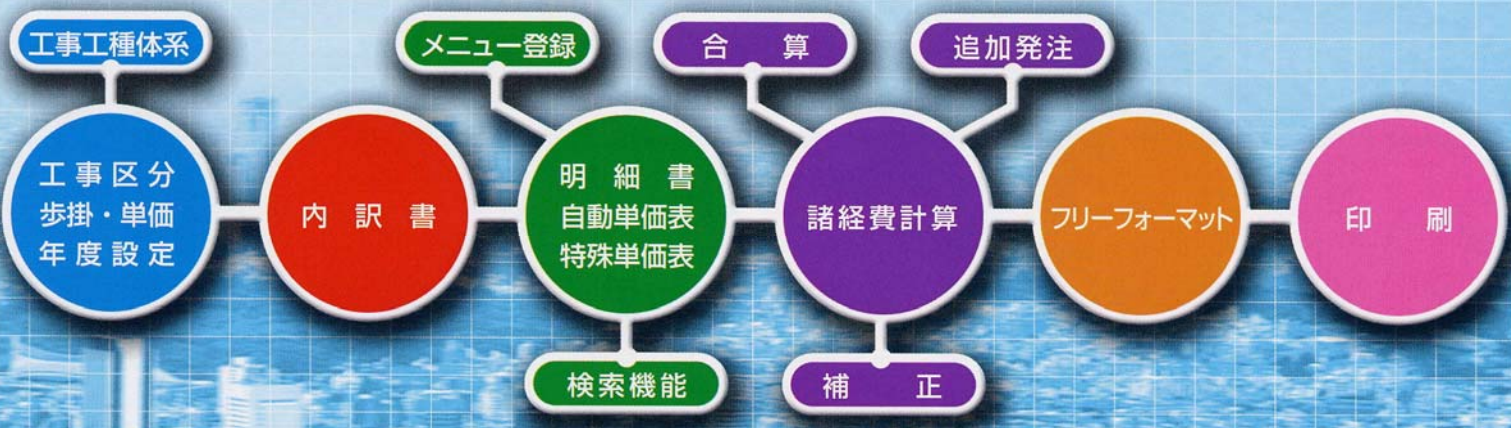 工事工種体系
メニュー登録
合算
追加発注
工事区分
歩掛・単価
年度設定
内訳書
明細書
自動単価表
特殊単価表
諸経費計算
フリーフォーマット
印刷
検索機能
補正